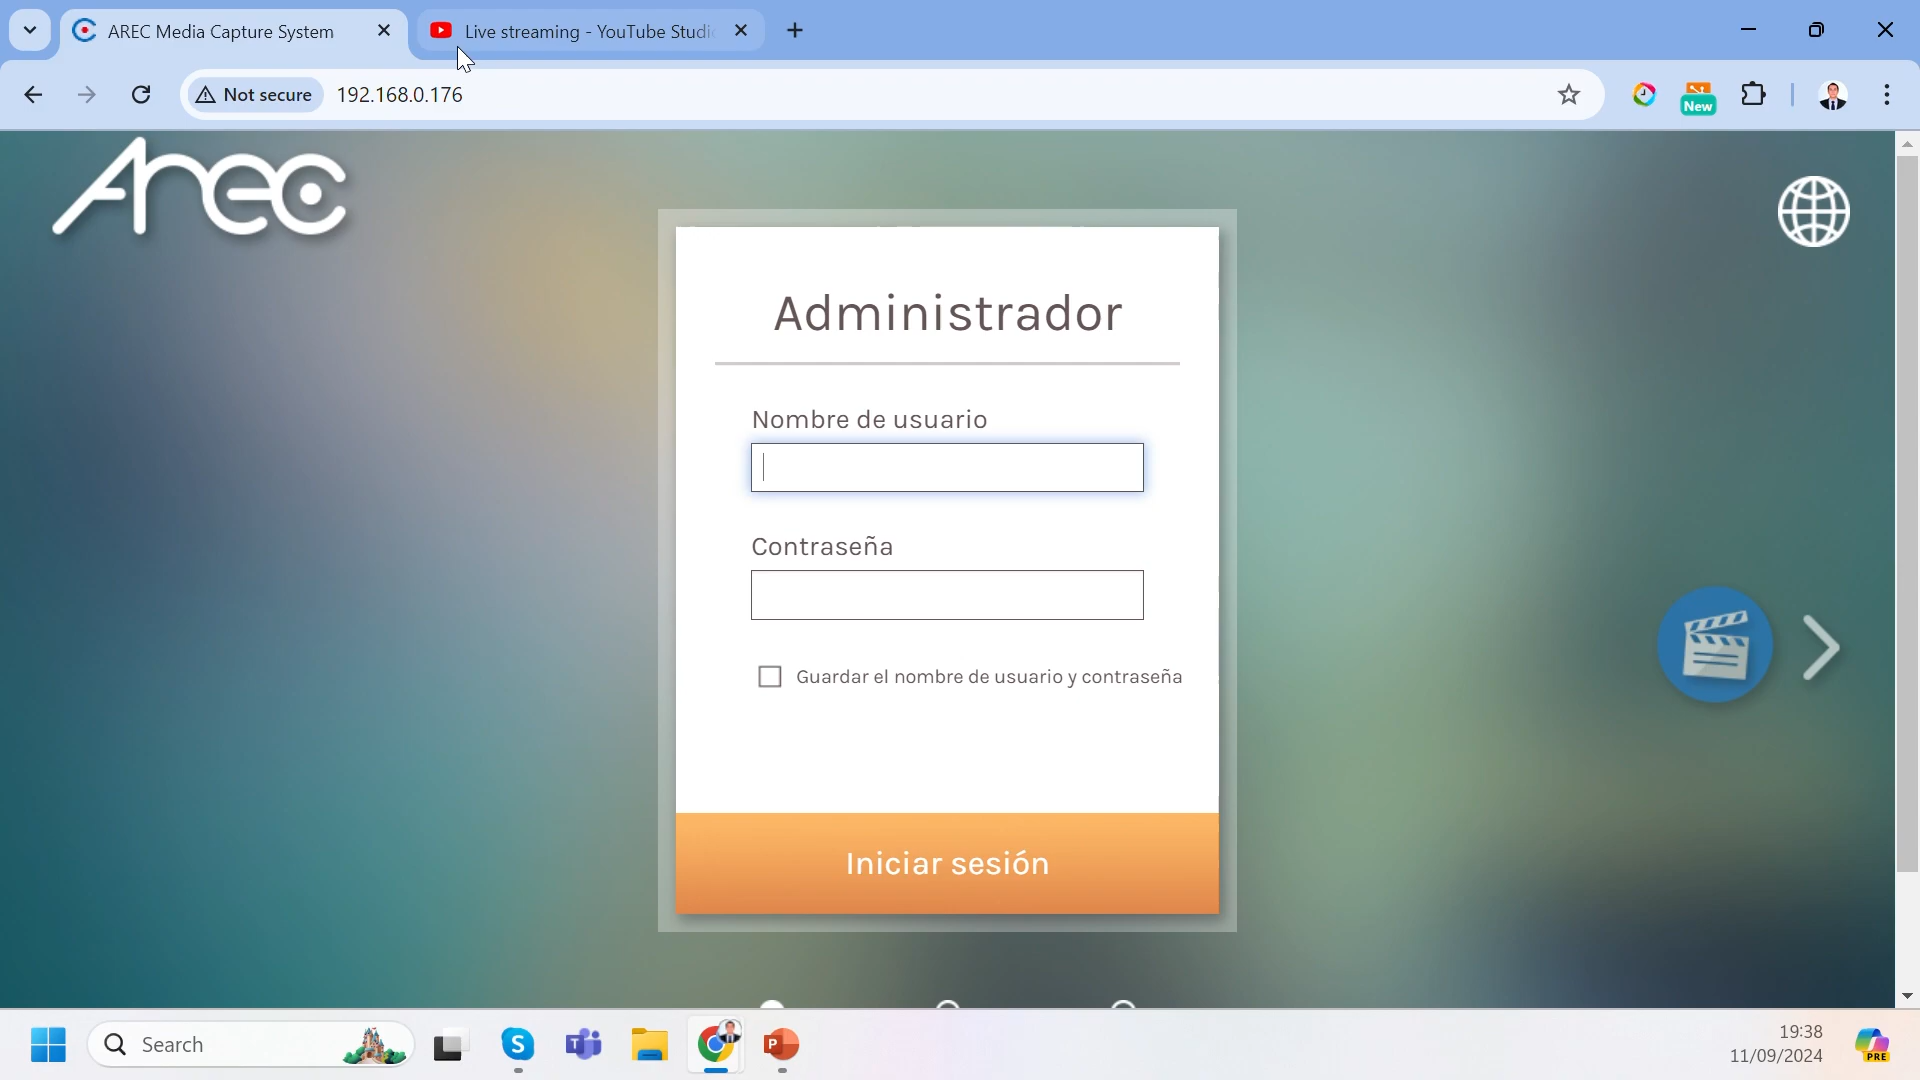 AREC Media Capture System
Live streaming - YouTube Studi
Not secure
192.168.0.176
New
Arec
Administrador
Nombre de usuario
Contraseña
Guardar el nombre de usuario y contraseña
Iniciar sesión
Search
S
T
P
19:38
11/09/2024
PRE